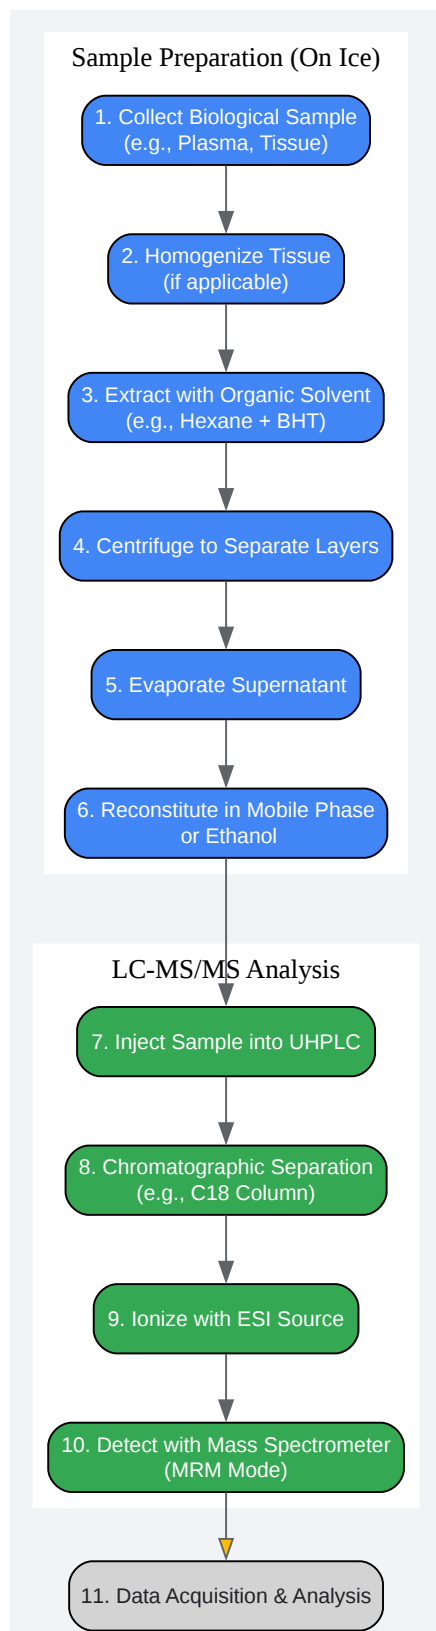 Sample Preparation (On Ice)
1. Collect Biological Sample
(e.g., Plasma, Tissue)
2. Homogenize Tissue
(if applicable)
3. Extract with Organic Solvent
(e.g., Hexane + BHT)
4. Centrifuge to Separate Layers
5. Evaporate Supernatant
6. Reconstitute in Mobile Phase
or Ethanol
LC-MS/MS Analysis
7. Inject Sample into UHPLC
8. Chromatographic Separation
(e.g., C18 Column)
9. Ionize with ESI Source
10. Detect with Mass Spectrometer
(MRM Mode)
11. Data Acquisition & Analysis